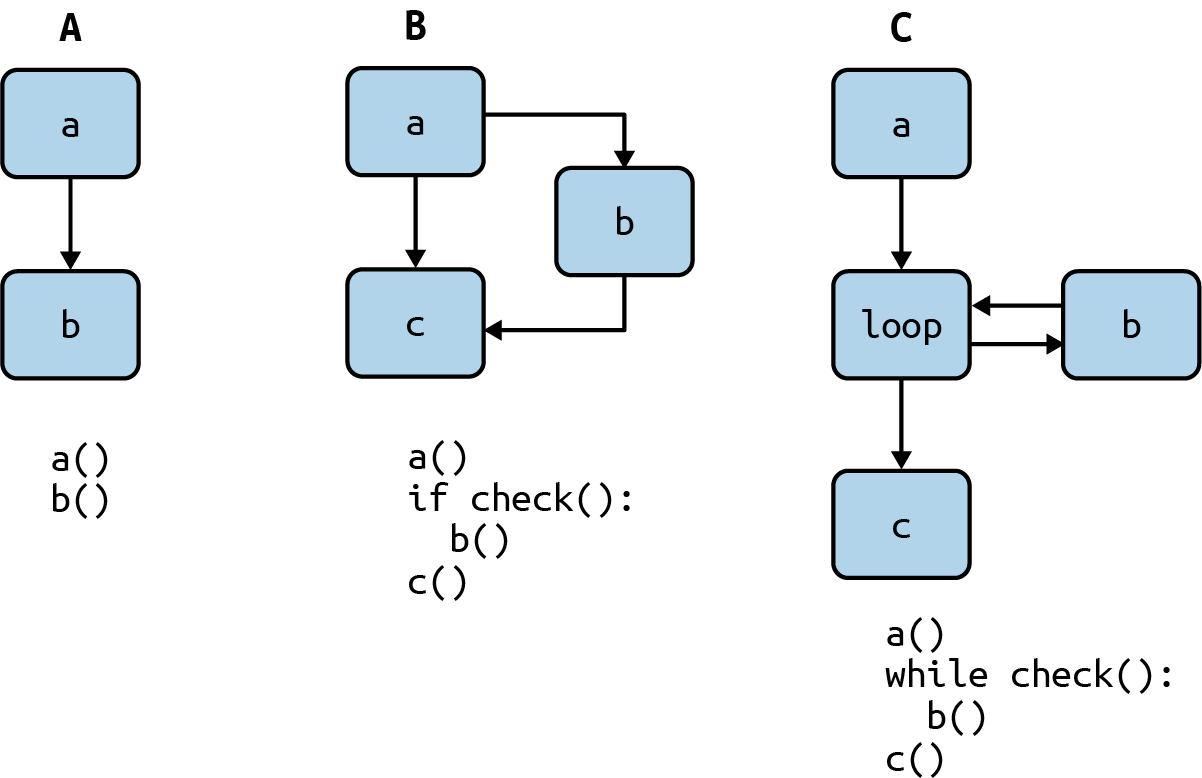 A
a
b
a()
b()
B
a
b
c
a()
if check():
  b()
c()
C
a
loop
b
c
a()
while check():
  b()
c()